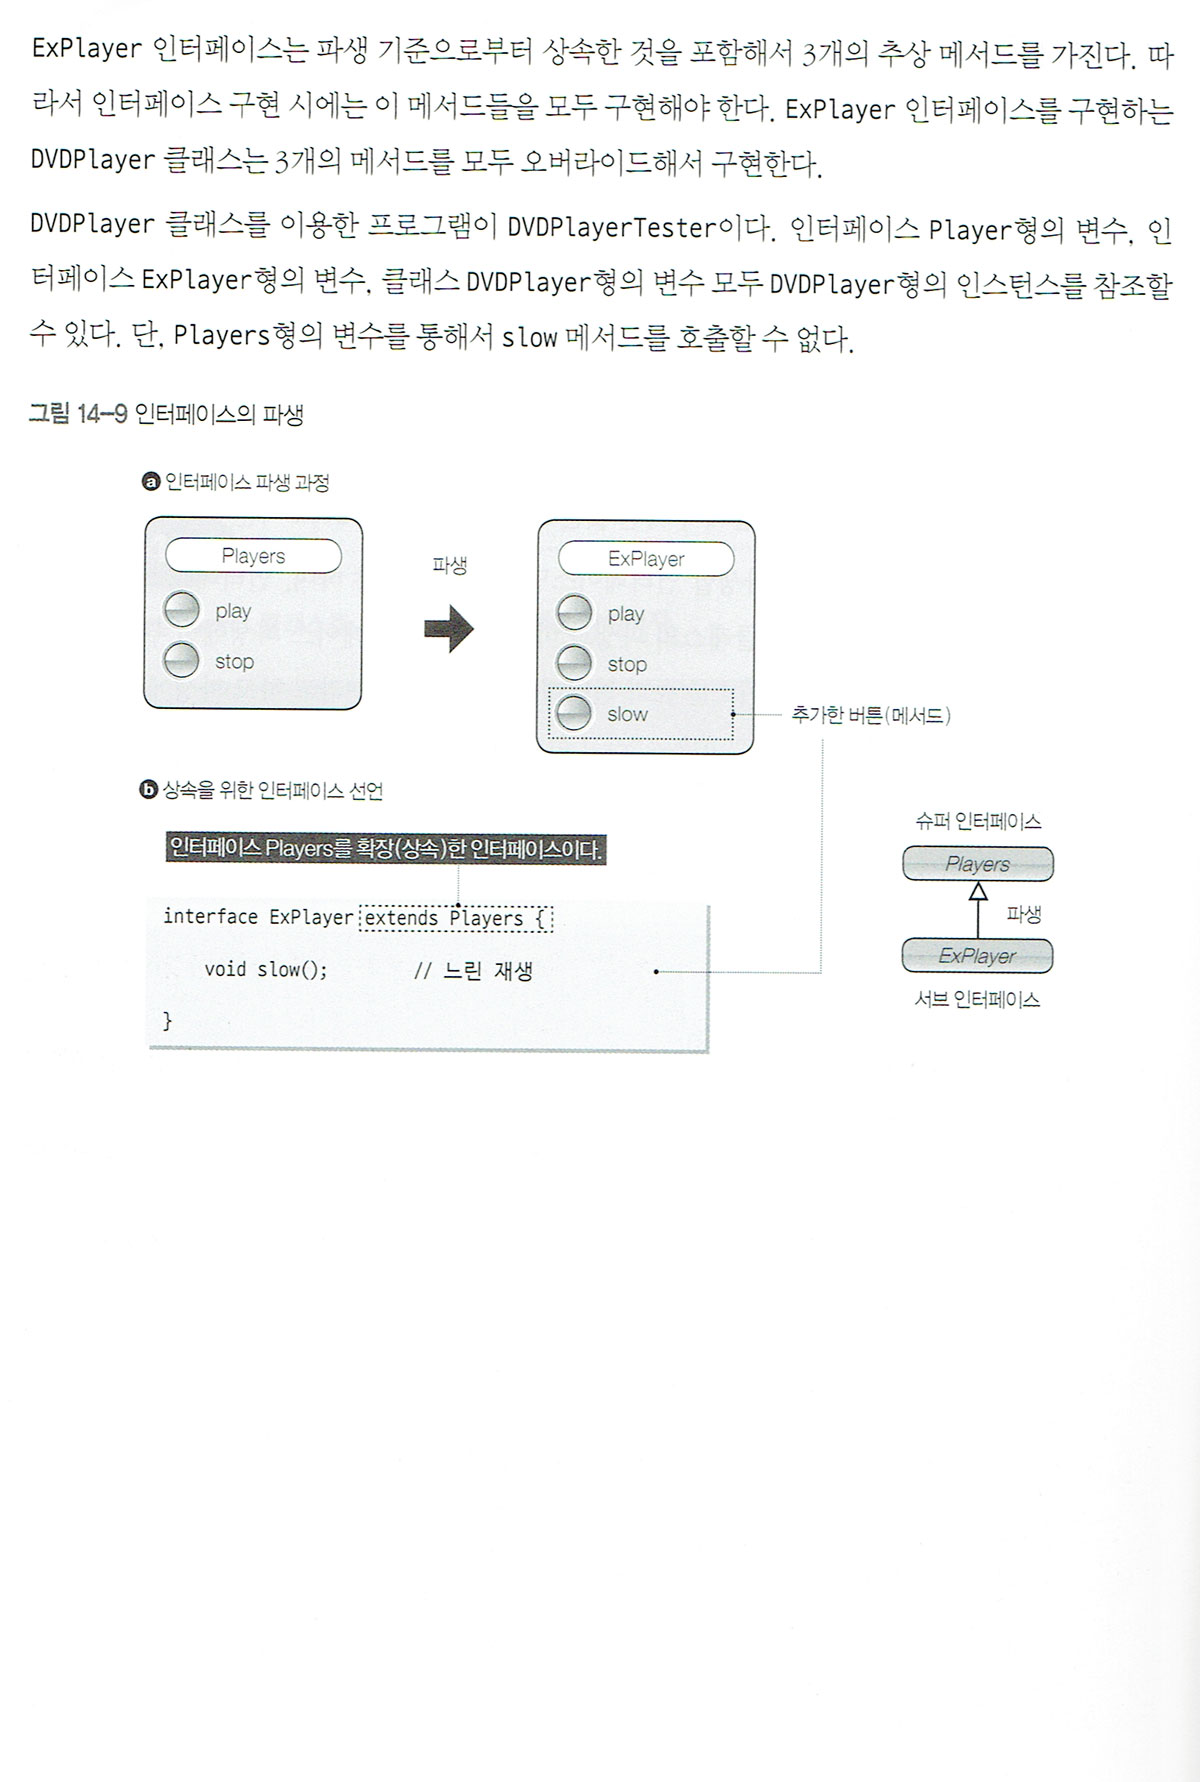 ExPlayer 인터페이스는 파생 기준으로부터 상속한 것을 포함해서 3개의 추상 메서드를 가진다. 따
라서 인터페이스 구현 시에는 이 메서드들을 모두 구현해야 한다. ExPlayer 인터페이스를 구현하는
DVDPlayer 클래스는 3개의 메서드를 모두 오버라이드해서 구현한다.
DVDPlayer 클래스를 이용한 프로그램이 DVDPlayerTester이다. 인터페이스 Player형의 변수, 인
터페이스 ExPlayer형의 변수, 클래스 DVDPlayer형의 변수 모두 DVDPlayer형의 인스턴스를 참조할
수 있다. 단, Players형의 변수를 통해서 slow 메서드를 호출할 수 없다.
그림 14-9 인터페이스의 파생
a 인터페이스 파생 과정
Players
play
stop
파생
ExPlayer
play
stop
slow
추가한 버튼(메서드)
b 상속을 위한 인터페이스 선언
인터페이스 Players를 확장(상속)한 인터페이스이다.
interface ExPlayer extends Players {
void slow(); // 느린 재생
}
슈퍼 인터페이스
Players
파생
ExPlayer
서브 인터페이스